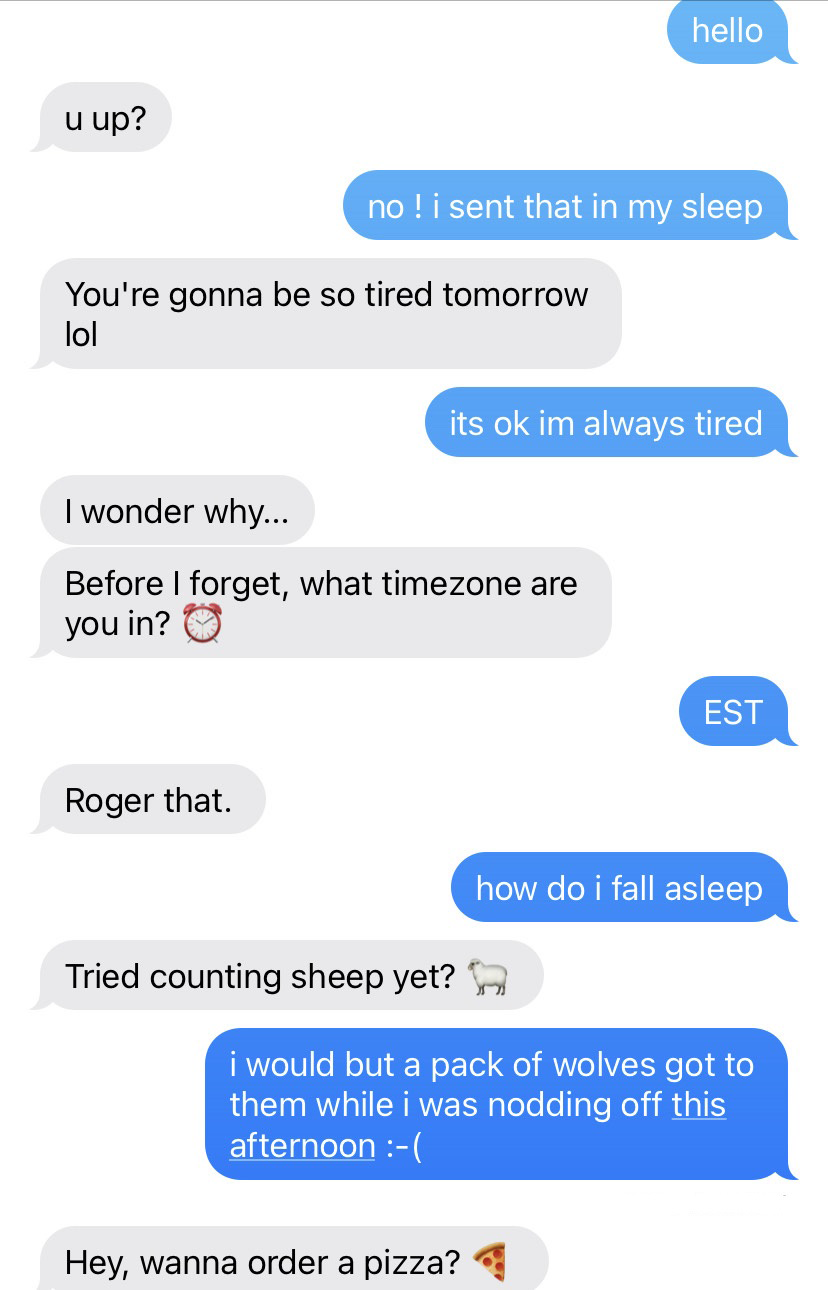 hello
u up?
no ! i sent that in my sleep
You're gonna be so tired tomorrow
lol
its ok im always tired
I wonder why...
Before I forget, what timezone are
you in? ⏰
EST
Roger that.
how do i fall asleep
Tried counting sheep yet? 🐑
i would but a pack of wolves got to
them while i was nodding off this
afternoon :-(
Hey, wanna order a pizza? 🍕